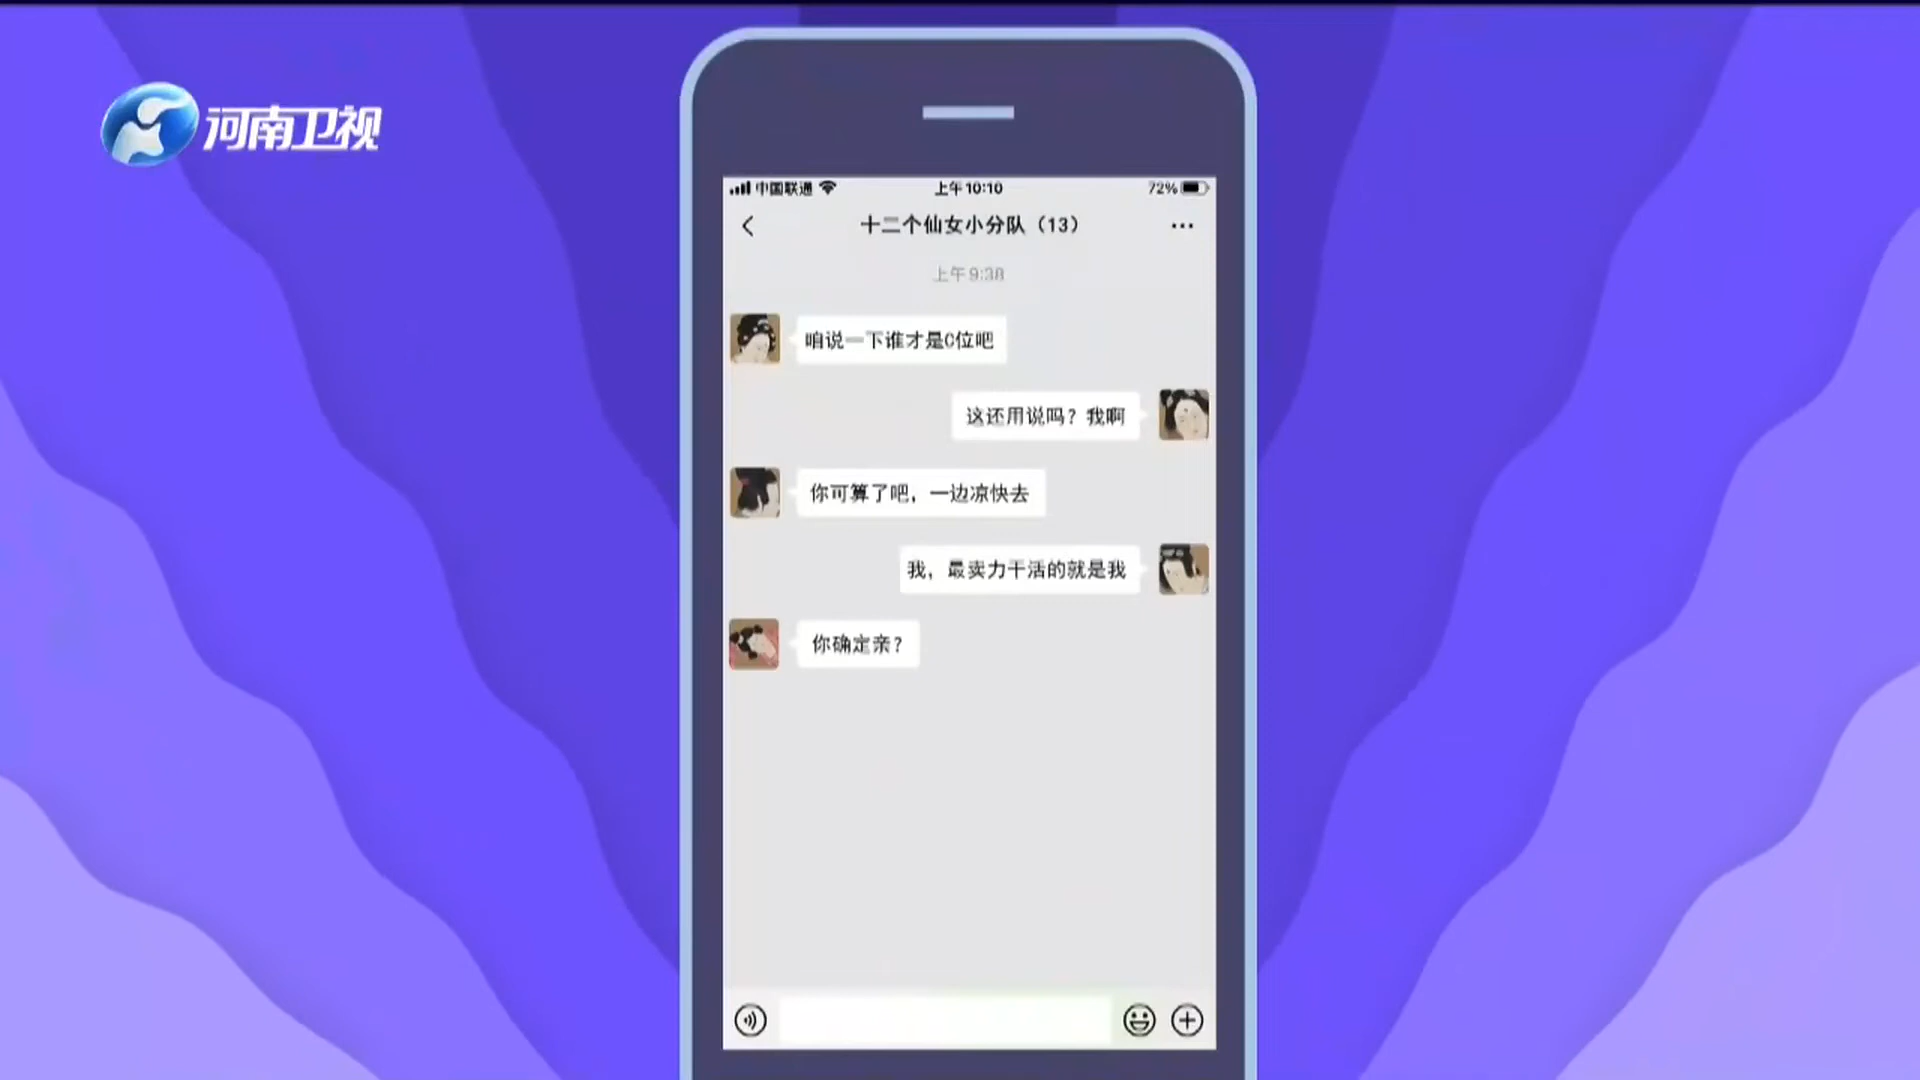 河南卫视
中国联通 上午10:10 72%
十二个仙女小分队（13）
上午9:38
咱说一下谁才是C位吧
这还用说吗？我啊
你可算了吧，一边凉快去
我，最卖力干活的就是我
你确定亲？